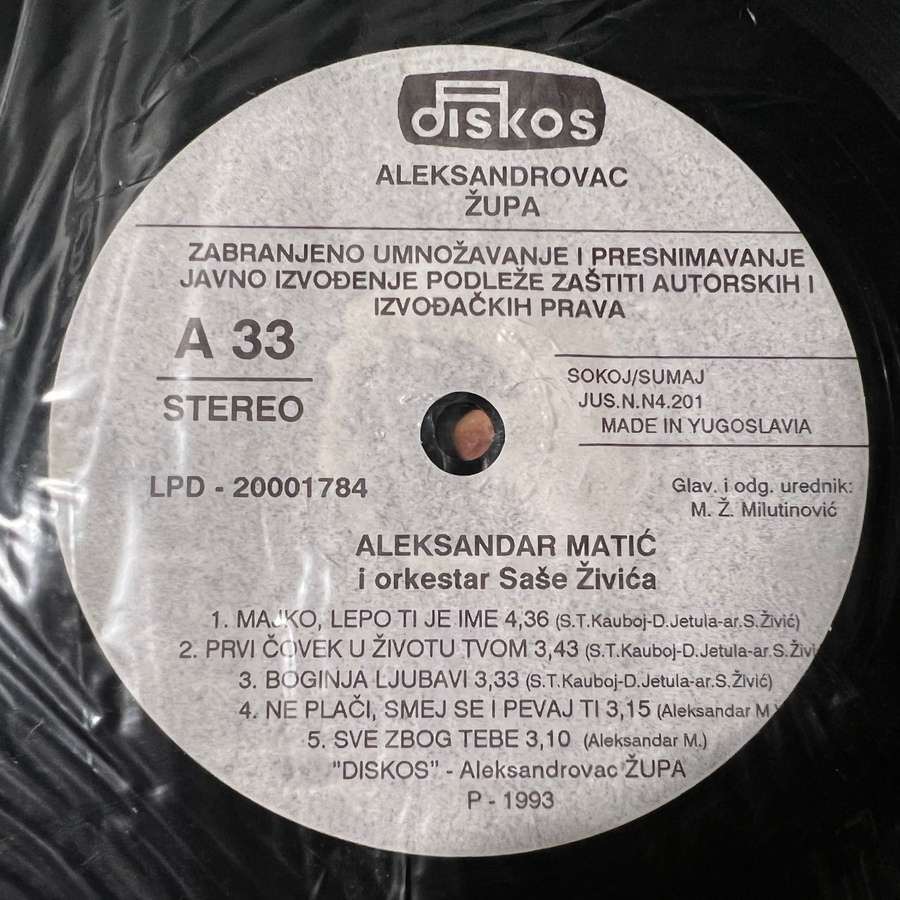 diskos
ALEKSANDROVAC
ŽUPA
ZABRANJENO UMNOŽAVANJE I PRESNIMAVANJE
JAVNO IZVOĐENJE PODLEŽE ZAŠTITI AUTORSKIH I
IZVOĐAČKIH PRAVA
A 33
STEREO
SOKOJ/SUMAJ
JUS.N.N4.201
MADE IN YUGOSLAVIA
LPD - 20001784
Glav. i odg. urednik:
M. Ž. Milutinović
ALEKSANDAR MATIĆ
i orkestar Saše Živića
1. MAJKO, LEPO TI JE IME 4,36 (S.T.Kauboj-D.Jetula-ar.S.Živić)
2. PRVI ČOVEK U ŽIVOTU TVOM 3,43 (S.T.Kauboj-D.Jetula-ar.S.Živi
3. BOGINJA LJUBAVI 3,33 (S.T.Kauboj-D.Jetula-ar.S.Živić)
4. NE PLAČI, SMEJ SE I PEVAJ TI 3,15 (Aleksandar M
5. SVE ZBOG TEBE 3,10 (Aleksandar M.)
"DISKOS" - Aleksandrovac ŽUPA
P - 1993